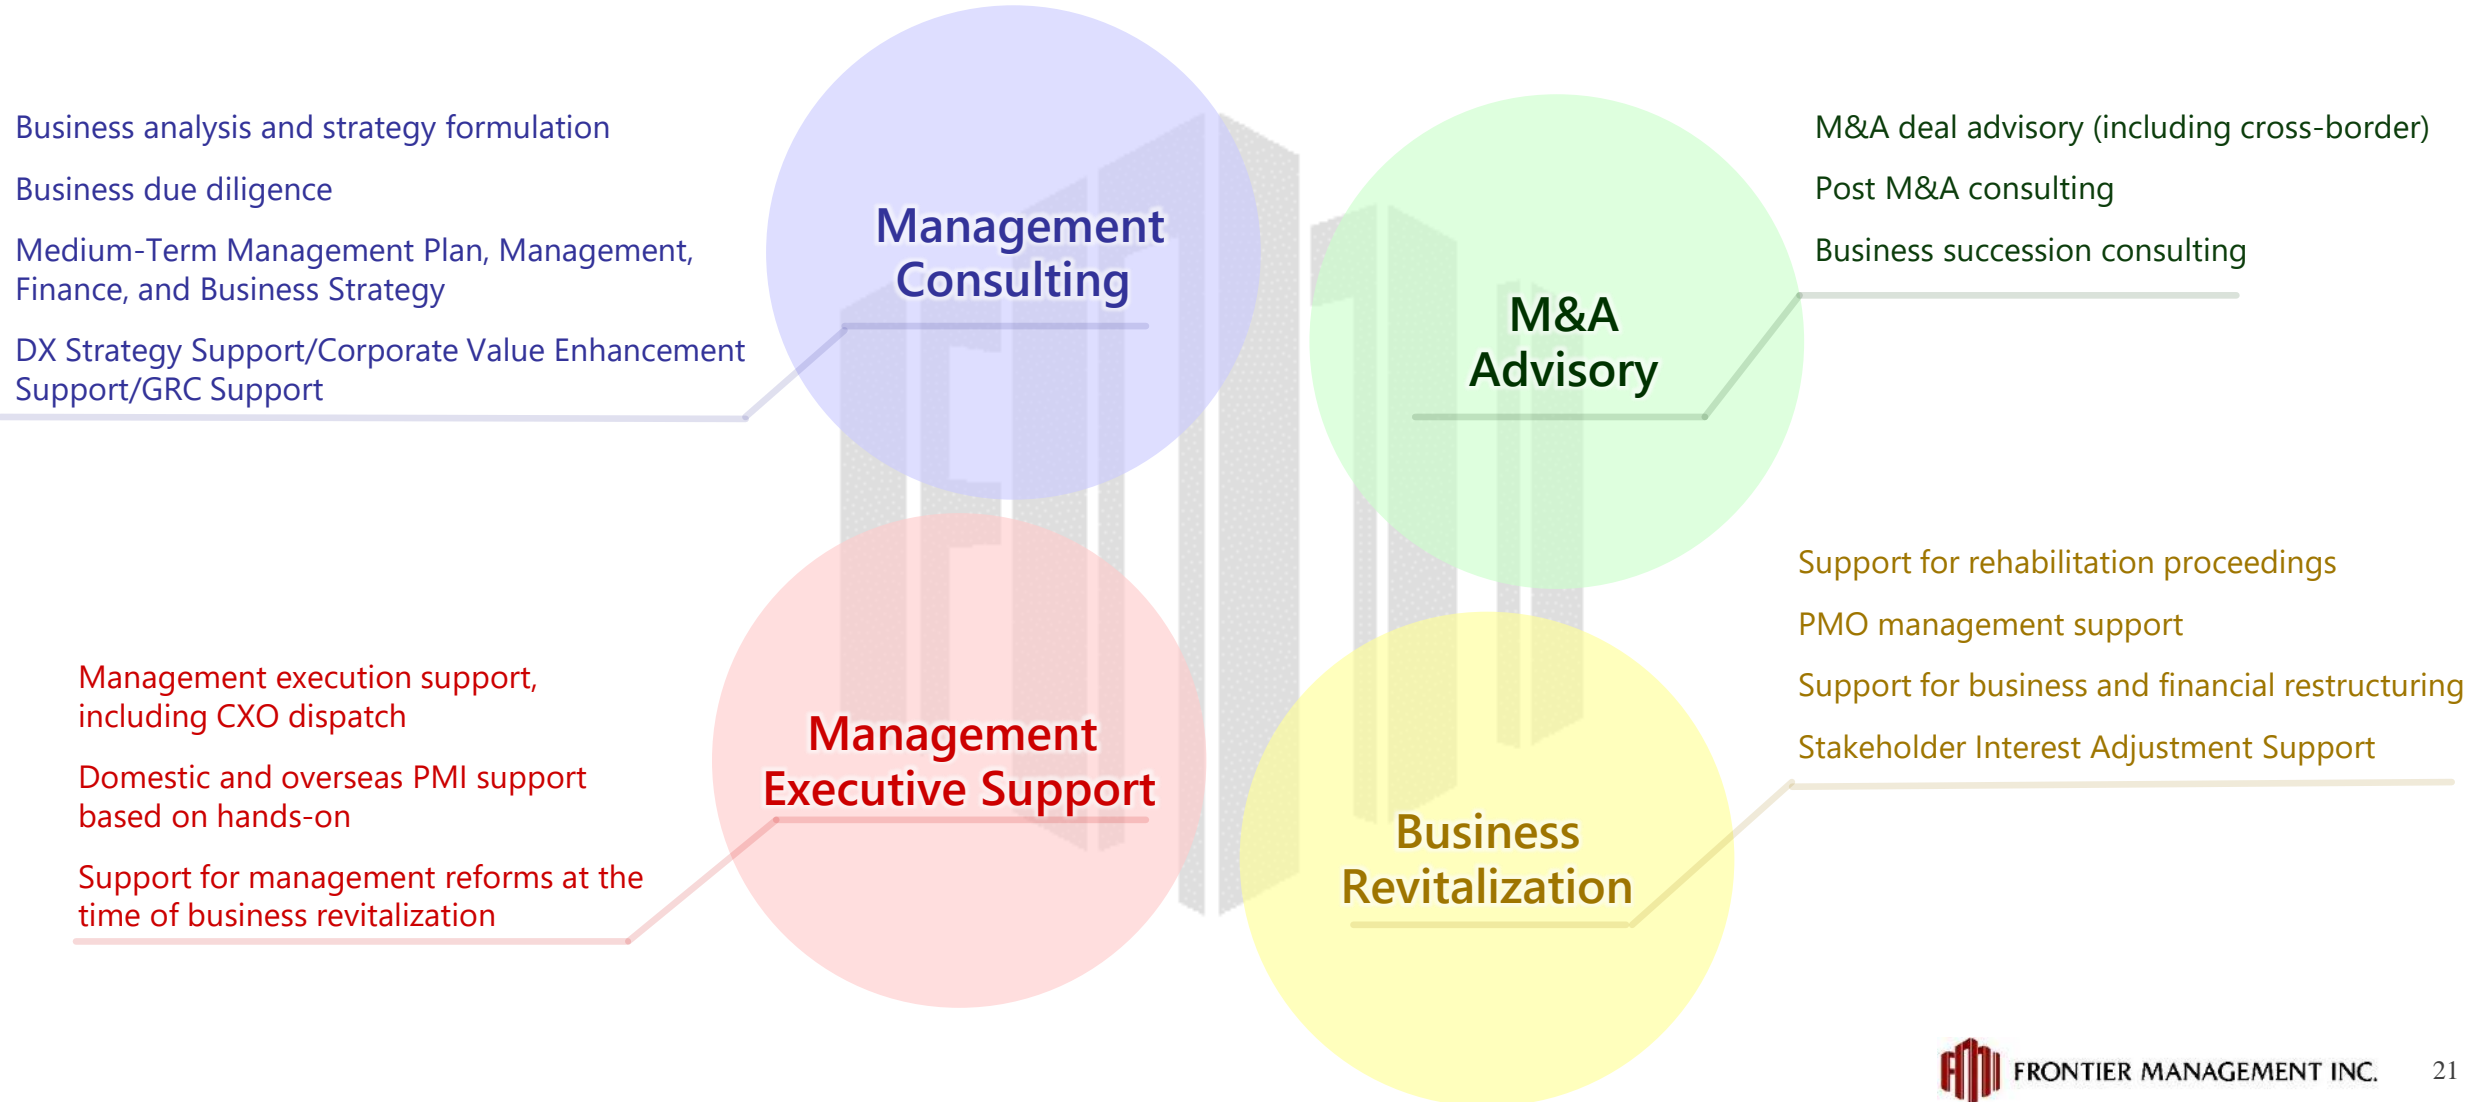 Business analysis and strategy formulation
Business due diligence
Medium-Term Management Plan, Management,
Finance, and Business Strategy
DX Strategy Support/Corporate Value Enhancement
Support/GRC Support
Management
Consulting
M&A
Advisory
M&A deal advisory (including cross-border)
Post M&A consulting
Business succession consulting
Management execution support,
including CXO dispatch
Domestic and overseas PMI support
based on hands-on
Support for management reforms at the
time of business revitalization
Management
Executive Support
Business
Revitalization
Support for rehabilitation proceedings
PMO management support
Support for business and financial restructuring
Stakeholder Interest Adjustment Support
FRONTIER MANAGEMENT INC.
21